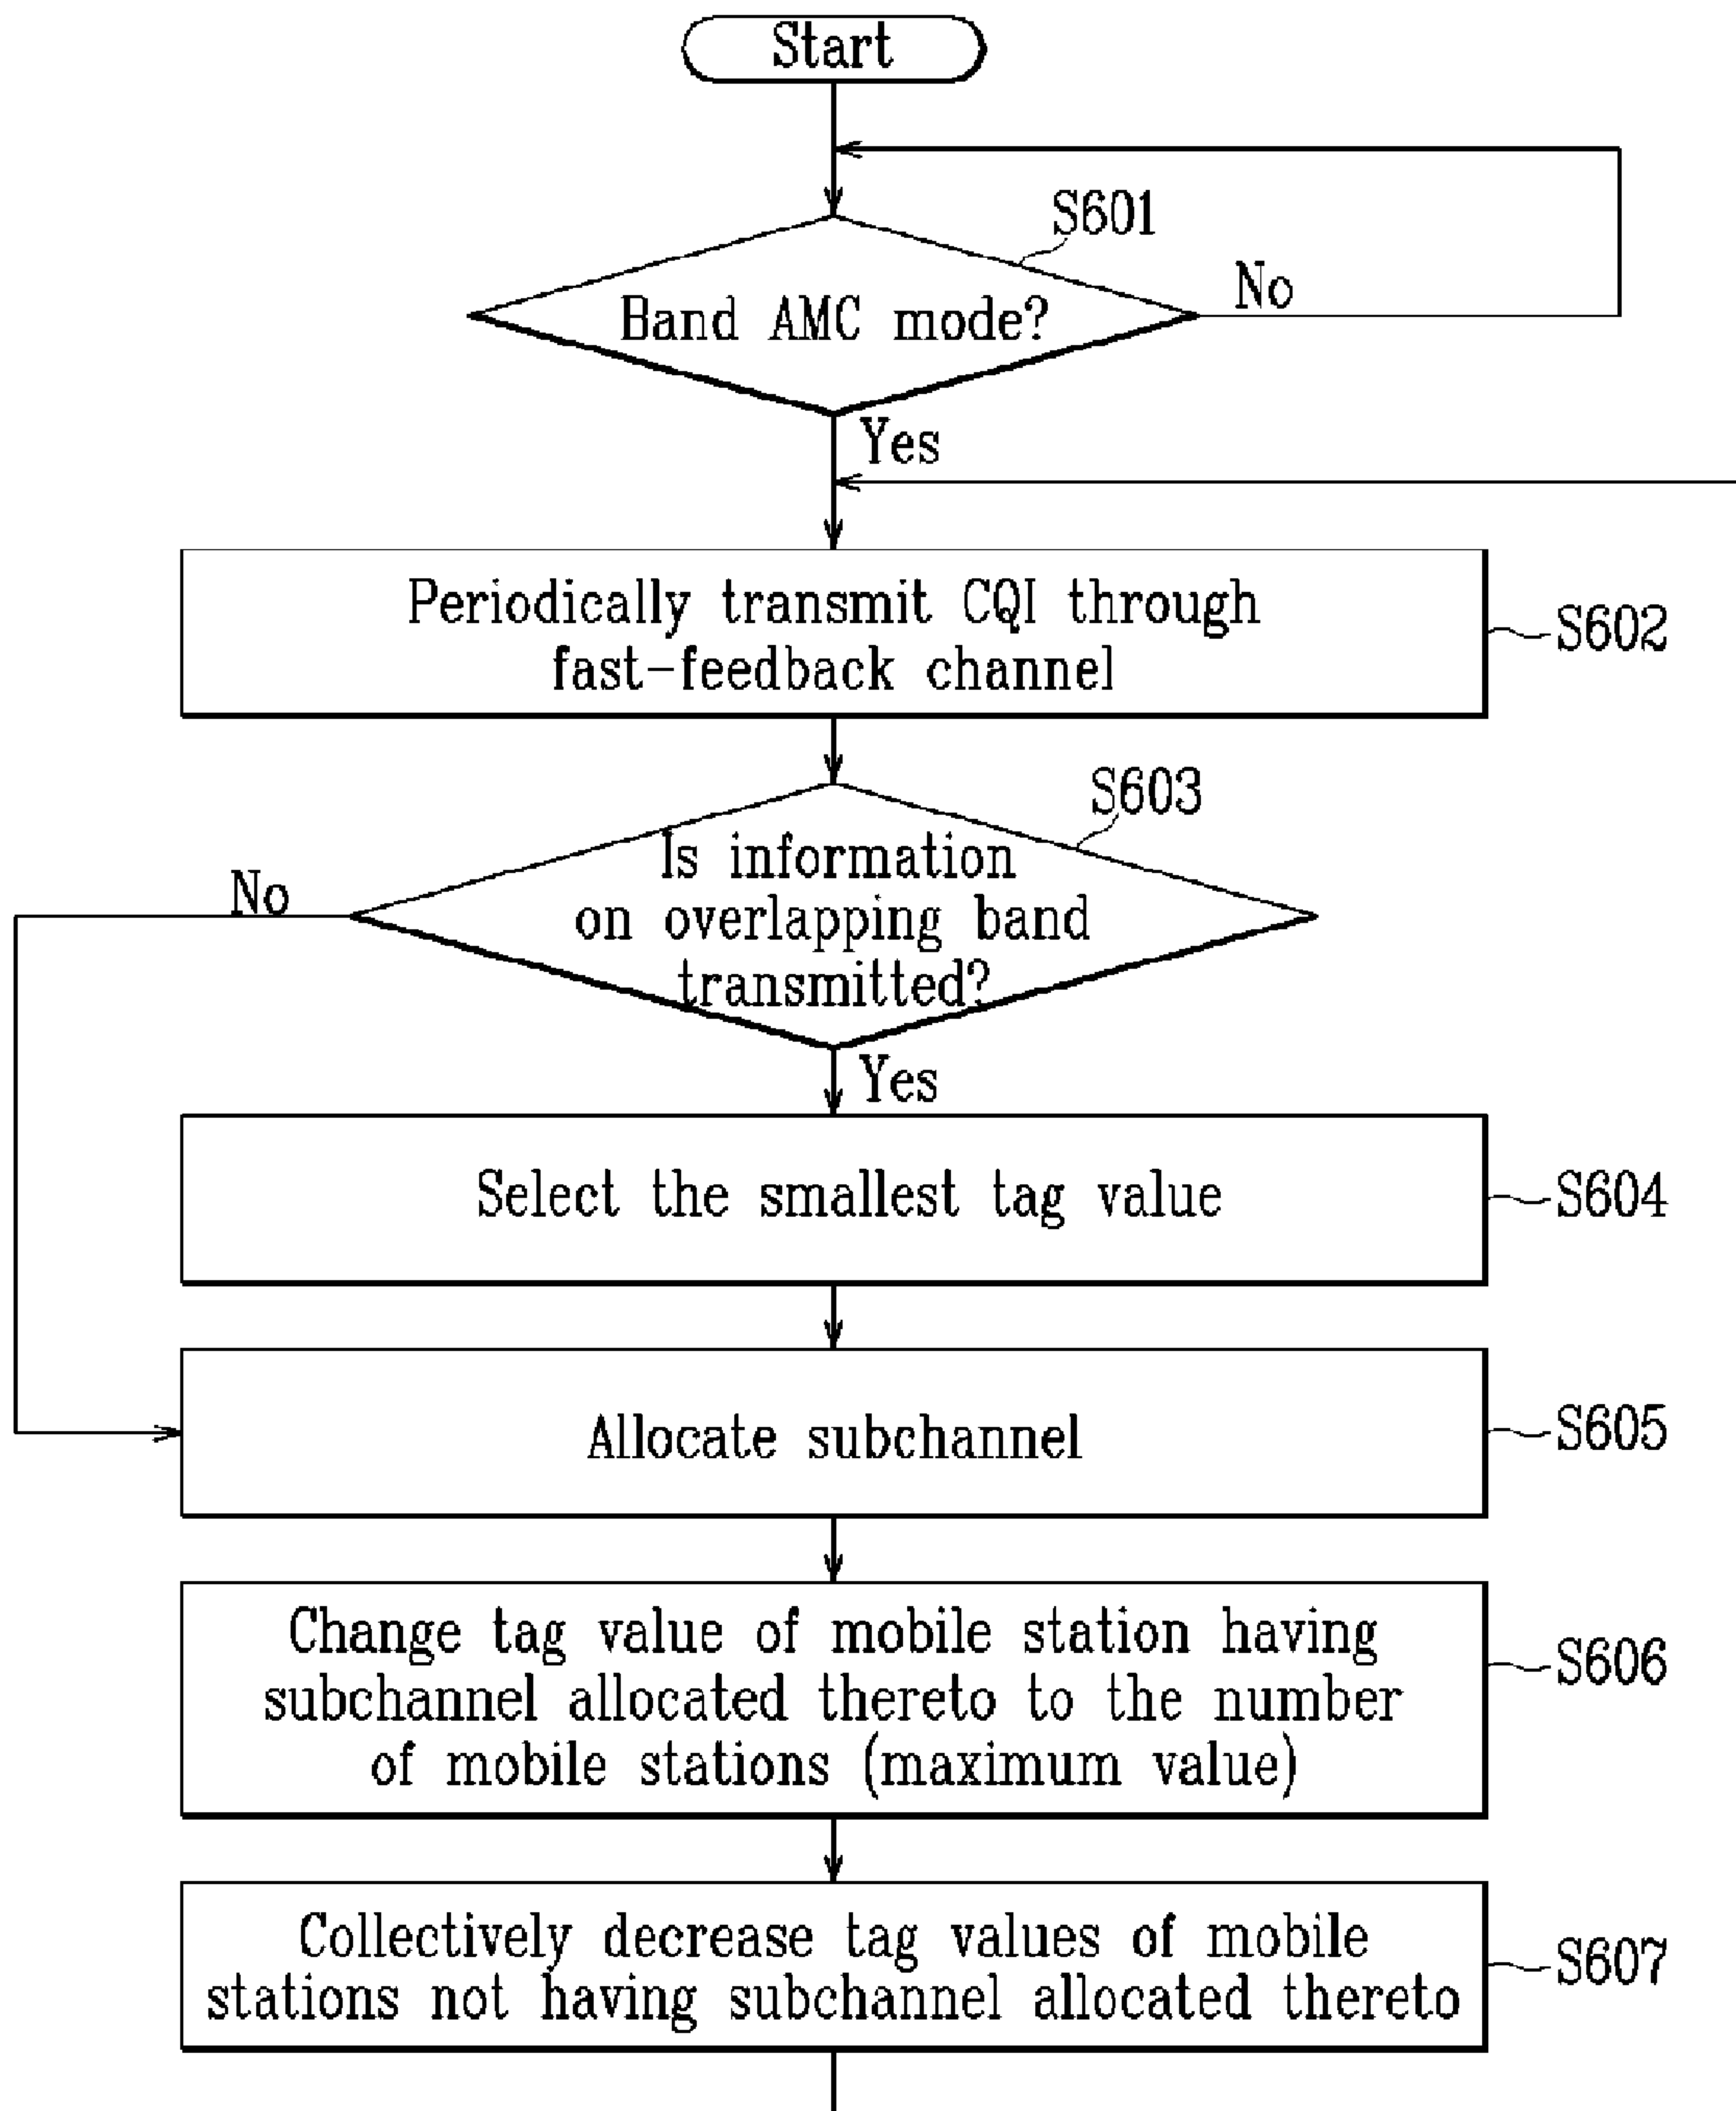 Start
S601
Band AMC mode?
No
Yes
Periodically transmit CQI through
fast-feedback channel
S602
S603
Is information
on overlapping band
transmitted?
No
Yes
Select the smallest tag value
S604
Allocate subchannel
S605
Change tag value of mobile station having
subchannel allocated thereto to the number
of mobile stations (maximum value)
S606
Collectively decrease tag values of mobile
stations not having subchannel allocated thereto
S607